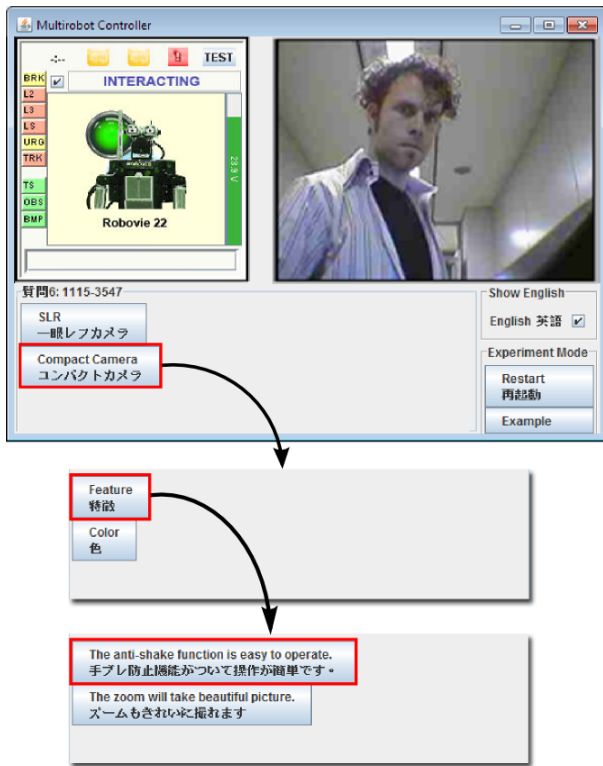 Multirobot Controller
-:-- TEST
BRK INTERACTING
L2
L3
LS
URG
TRK
TS
OBS
BMP
23.9 V
Robovie 22
質問6: 1115-3547
SLR
一眼レフカメラ
Compact Camera
コンパクトカメラ
Show English
English 英語
Experiment Mode
Restart
再起動
Example
Feature
特徴
Color
色
The anti-shake function is easy to operate.
手ブレ防止機能がついて操作が簡単です。
The zoom will take beautiful picture.
ズームもきれいに撮れます